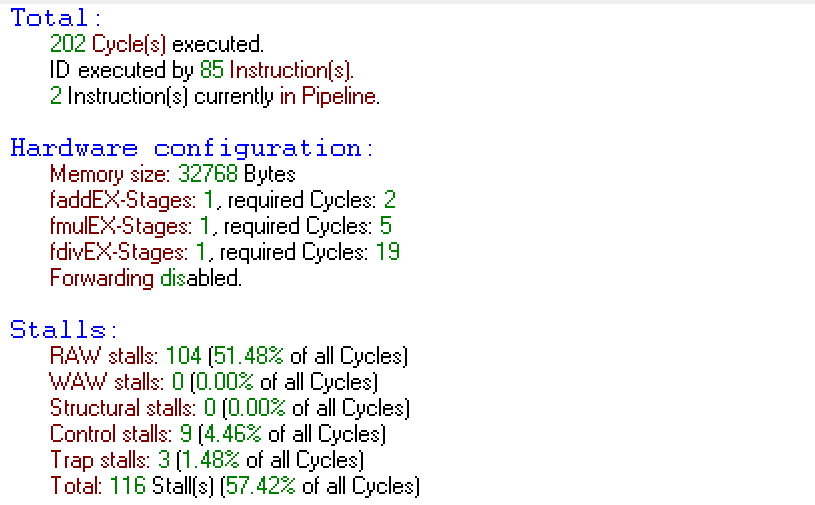 Total:
202 Cycle(s) executed.
ID executed by 85 Instruction(s).
2 Instruction(s) currently in Pipeline.
Hardware configuration:
Memory size: 32768 Bytes
faddEX-Stages: 1, required Cycles: 2
fmulEX-Stages: 1, required Cycles: 5
fdivEX-Stages: 1, required Cycles: 19
Forwarding disabled.
Stalls:
RAW stalls: 104 (51.48% of all Cycles)
WAW stalls: 0 (0.00% of all Cycles)
Structural stalls: 0 (0.00% of all Cycles)
Control stalls: 9 (4.46% of all Cycles)
Trap stalls: 3 (1.48% of all Cycles)
Total: 116 Stall(s) (57.42% of all Cycles)